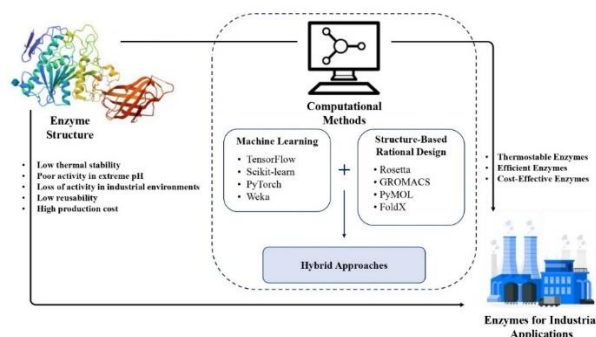 Enzyme
Structure
• Low thermal stability
• Poor activity in extreme pH
• Loss of activity in industrial environments
• Low reusability
• High production cost
Computational
Methods
Machine Learning
• TensorFlow
• Scikit-learn
• PyTorch
• Weka
+
Structure-Based
Rational Design
• Rosetta
• GROMACS
• PyMOL
• FoldX
Hybrid Approaches
• Thermostable Enzymes
• Efficient Enzymes
• Cost-Effective Enzymes
Enzymes for Industria
Applications